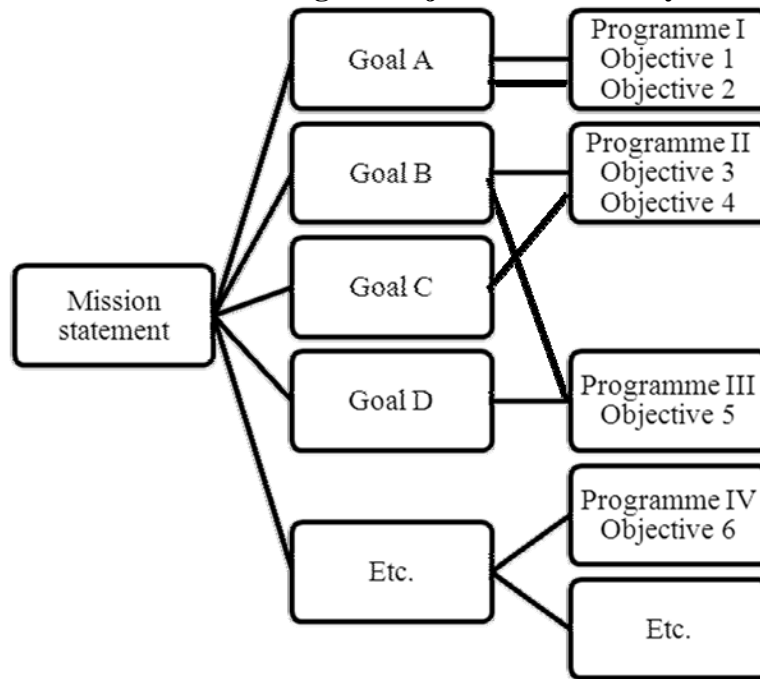 Goal A
Programme I
Objective 1
Objective 2
Goal B
Programme II
Objective 3
Objective 4
Mission
statement
Goal C
Goal D
Programme III
Objective 5
Etc.
Programme IV
Objective 6
Etc.